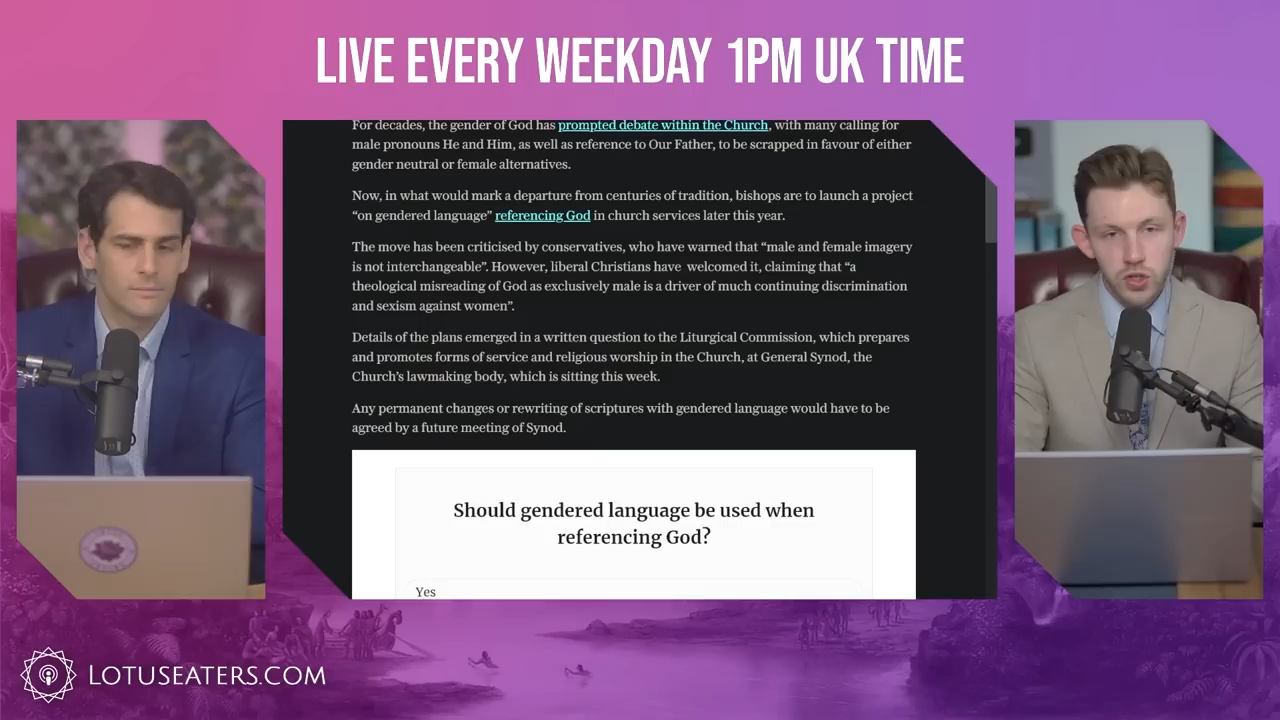 LIVE EVERY WEEKDAY 1PM UK TIME
For decades, the gender of God has prompted debate within the Church, with many calling for
male pronouns He and Him, as well as reference to Our Father, to be scrapped in favour of either
gender neutral or female alternatives.
Now, in what would mark a departure from centuries of tradition, bishops are to launch a project
“on gendered language” referencing God in church services later this year.
The move has been criticised by conservatives, who have warned that “male and female imagery
is not interchangeable”. However, liberal Christians have welcomed it, claiming that “a
theological misreading of God as exclusively male is a driver of much continuing discrimination
and sexism against women”.
Details of the plans emerged in a written question to the Liturgical Commission, which prepares
and promotes forms of service and religious worship in the Church, at General Synod, the
Church’s lawmaking body, which is sitting this week.
Any permanent changes or rewriting of scriptures with gendered language would have to be
agreed by a future meeting of Synod.
Should gendered language be used when
referencing God?
Yes
LOTUSEATERS.COM